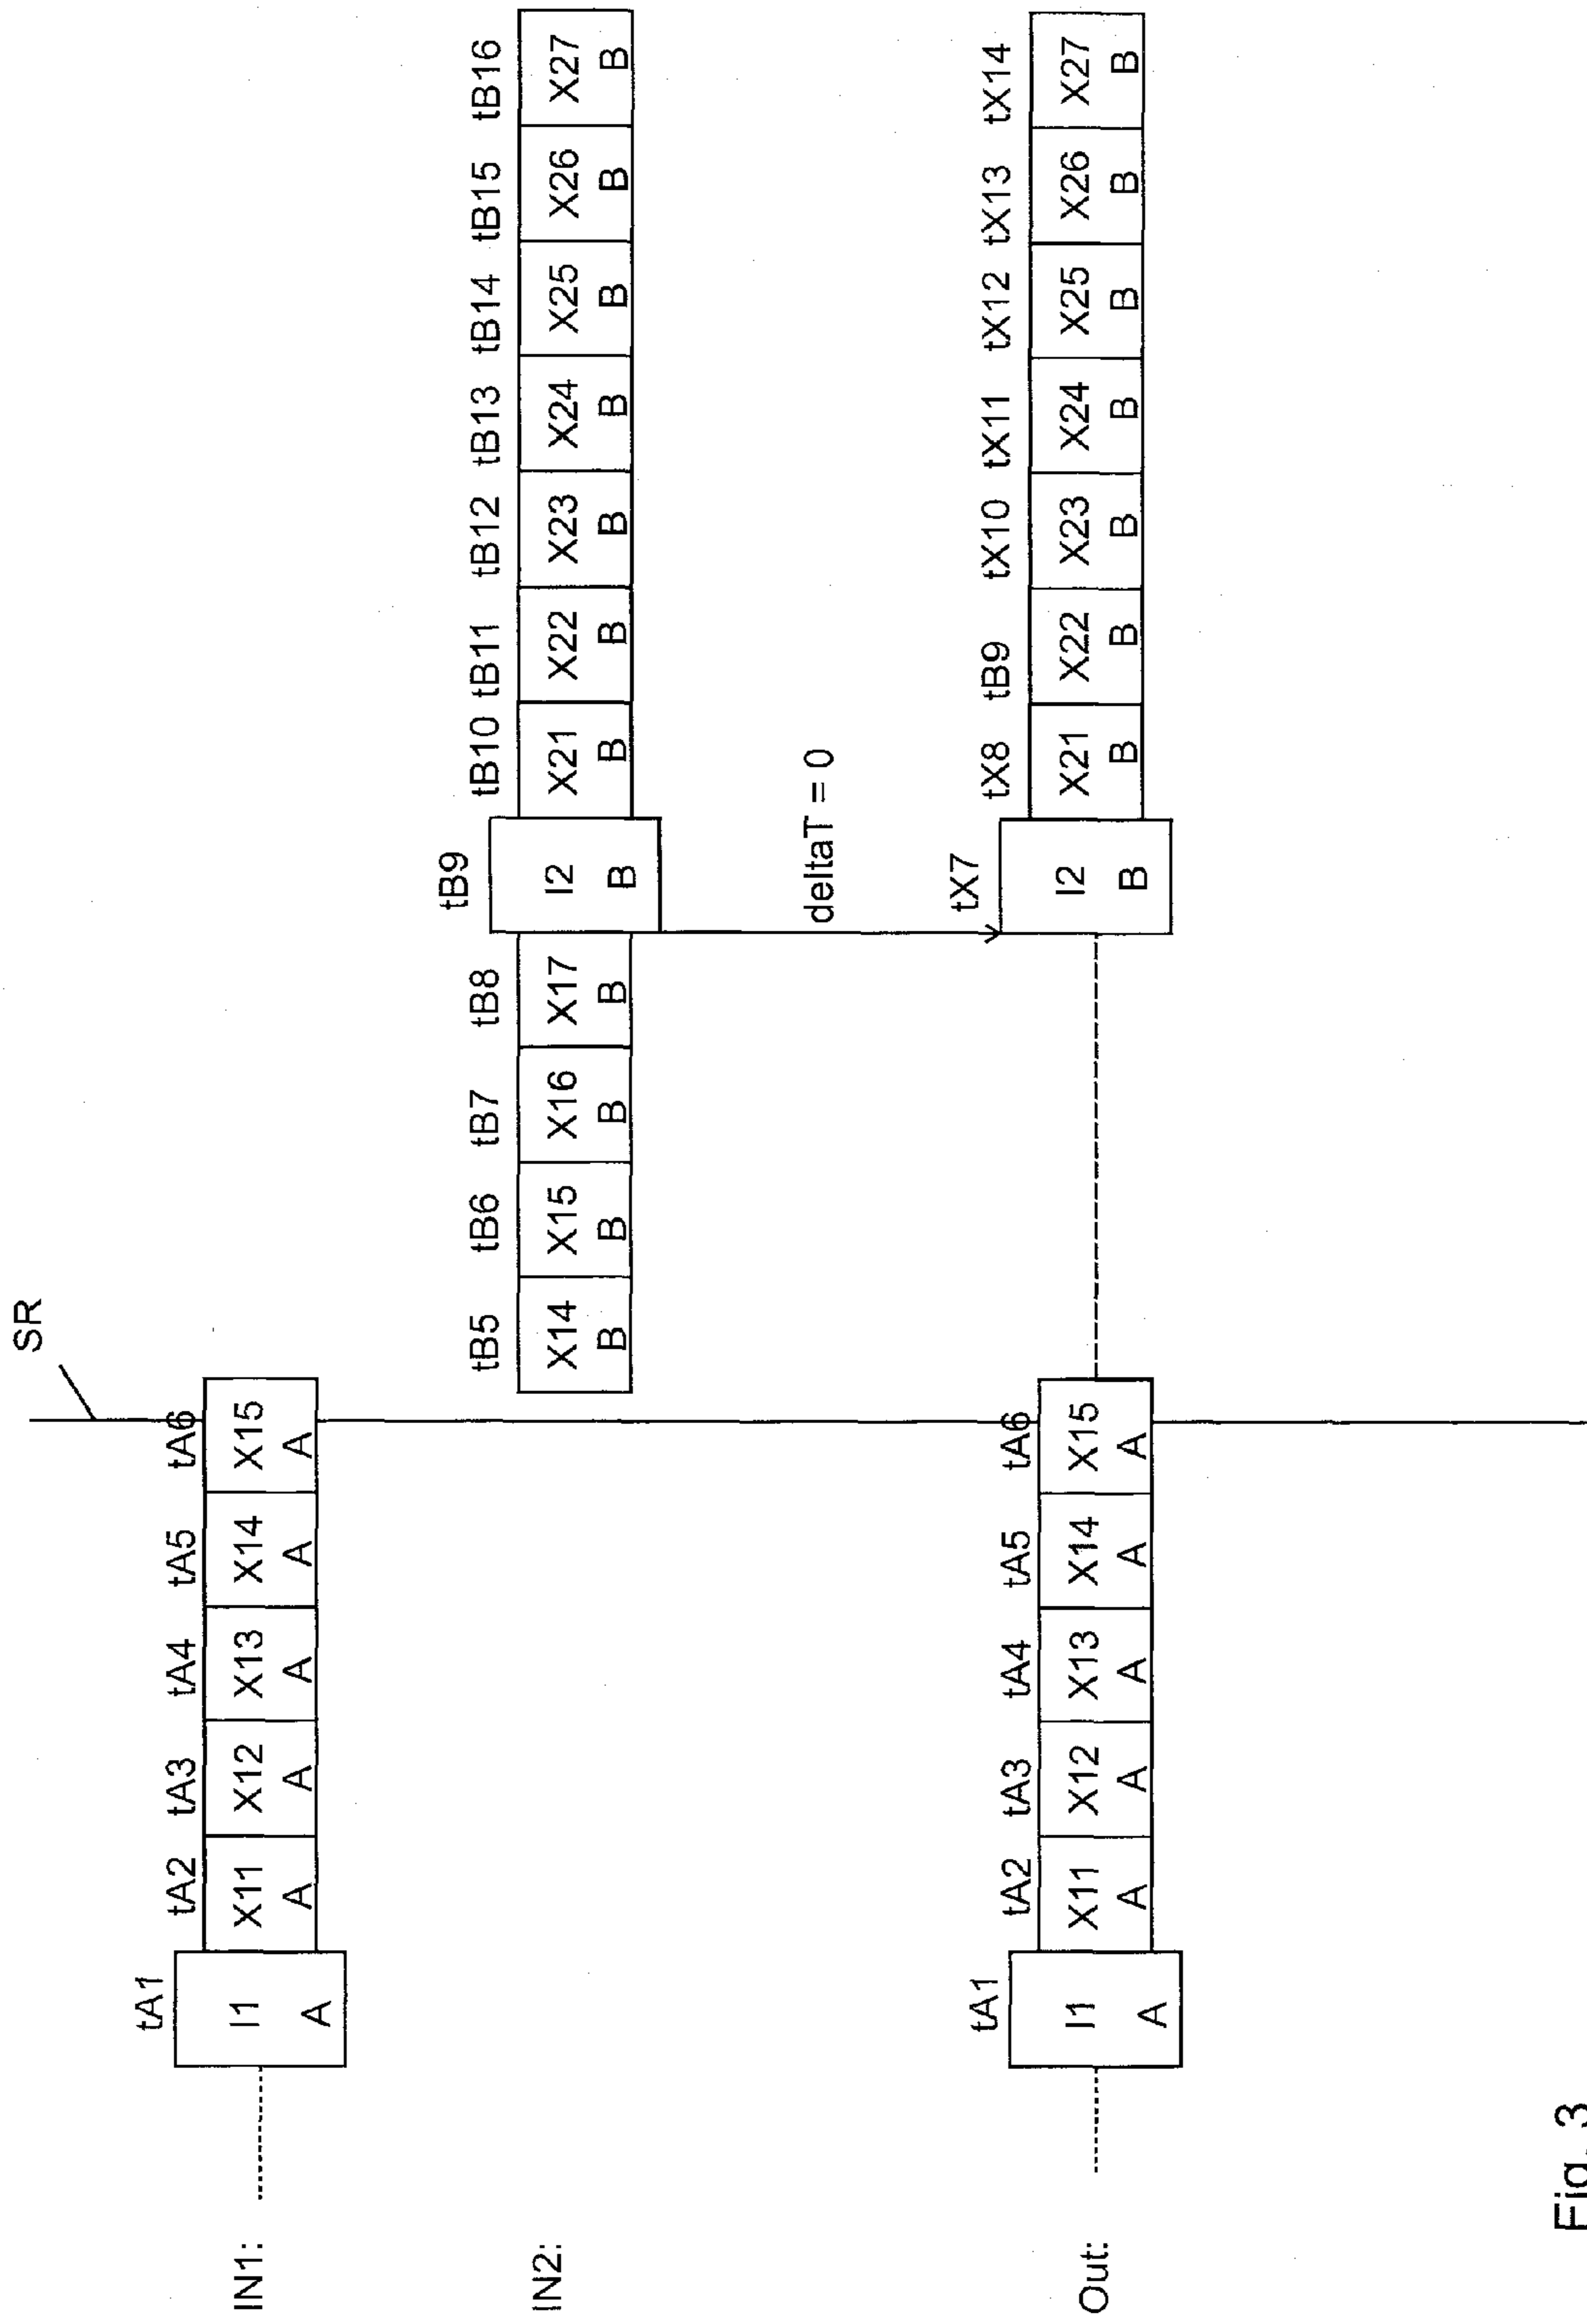 SR
tA1 tA2 tA3 tA4 tA5 tA6
IN1:
I1 X11 X12 X13 X14 X15
A A A A A A
tB5 tB6 tB7 tB8 tB9 tB10 tB11 tB12 tB13 tB14 tB15 tB16
IN2:
X14 X15 X16 X17 I2 X21 X22 X23 X24 X25 X26 X27
B B B B B B B B B B B B
deltaT = 0
tA1 tA2 tA3 tA4 tA5 tA6 tX7 tX8 tB9 tX10 tX11 tX12 tX13 tX14
Out:
I1 X11 X12 X13 X14 X15 I2 X21 X22 X23 X24 X25 X26 X27
A A A A A A B B B B B B B B
Fig. 3